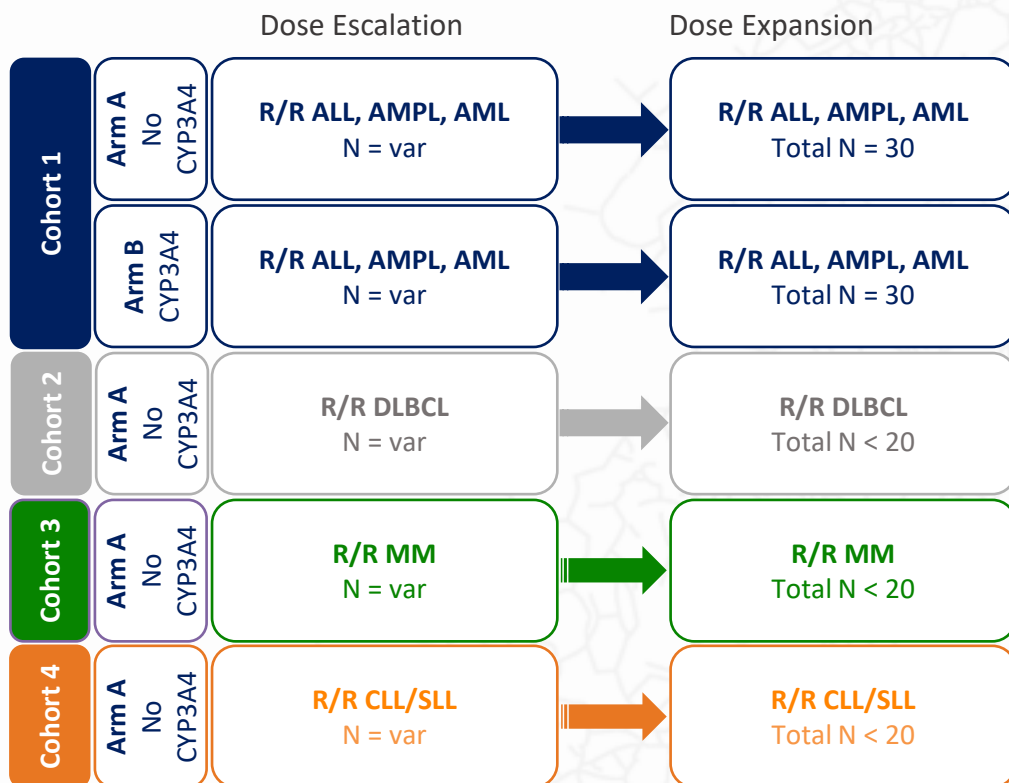 Dose Escalation
Dose Expansion
Cohort 1
Arm A
No
CYP3A4
R/R ALL, AMPL, AML
N = var
R/R ALL, AMPL, AML
Total N = 30
Arm B
CYP3A4
R/R ALL, AMPL, AML
N = var
R/R ALL, AMPL, AML
Total N = 30
Cohort 2
Arm A
No
CYP3A4
R/R DLBCL
N = var
R/R DLBCL
Total N < 20
Cohort 3
Arm A
No
CYP3A4
R/R MM
N = var
R/R MM
Total N < 20
Cohort 4
Arm A
No
CYP3A4
R/R CLL/SLL
N = var
R/R CLL/SLL
Total N < 20